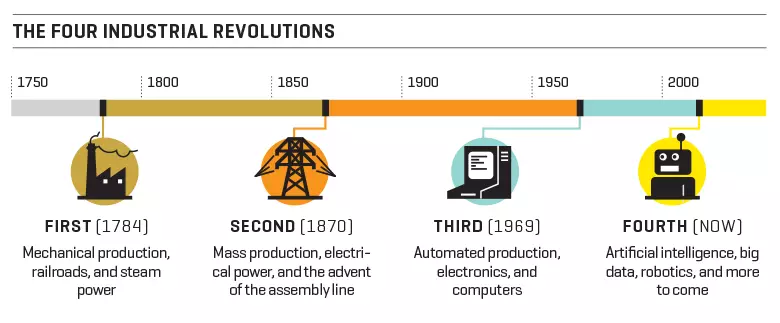 THE FOUR INDUSTRIAL REVOLUTIONS
1750 1800 1850 1900 1950 2000
FIRST (1784)
Mechanical production,
railroads, and steam
power
SECOND (1870)
Mass production, electri-
cal power, and the advent
of the assembly line
THIRD (1969)
Automated production,
electronics, and
computers
FOURTH (NOW)
Artificial intelligence, big
data, robotics, and more
to come